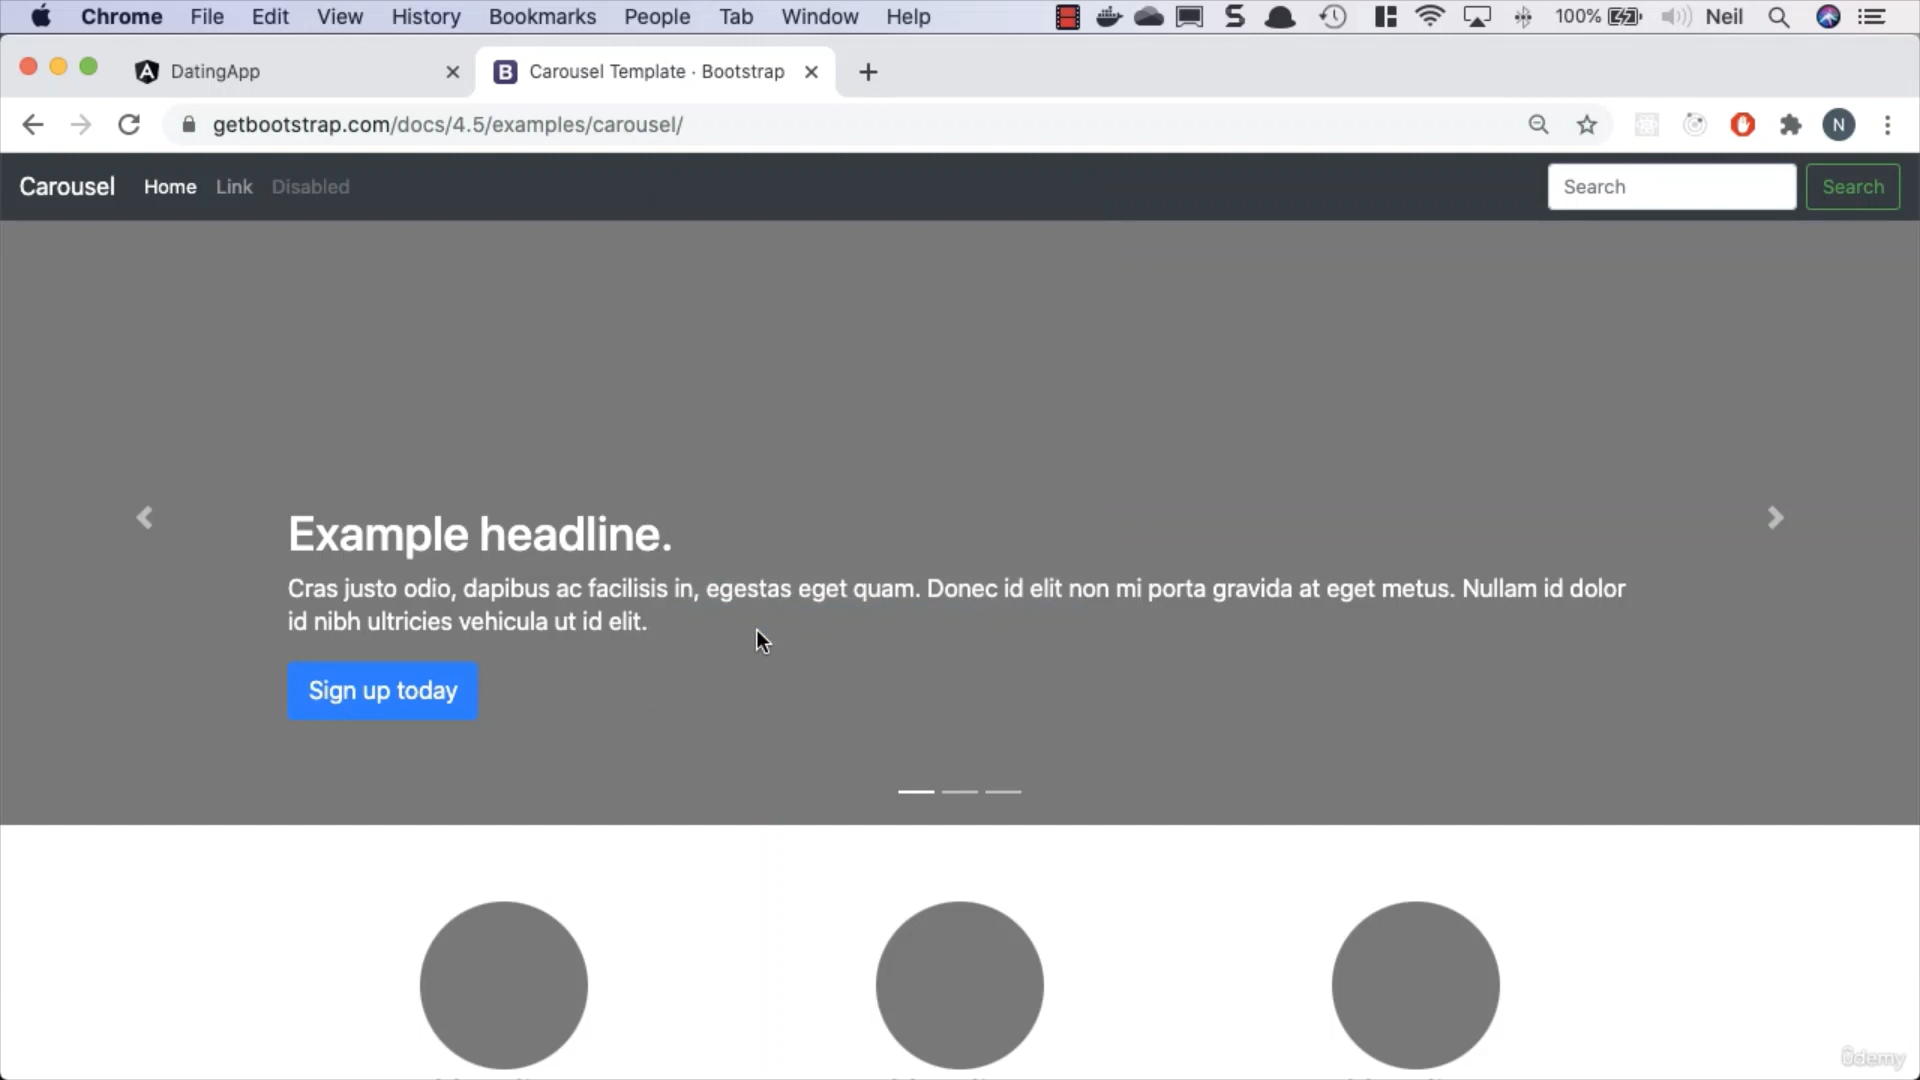 Chrome File Edit View History Bookmarks People Tab Window Help 100% Neil
DatingApp
Carousel Template · Bootstrap
getbootstrap.com/docs/4.5/examples/carousel/
N
Carousel Home Link Disabled Search Search
Example headline.
Cras justo odio, dapibus ac facilisis in, egestas eget quam. Donec id elit non mi porta gravida at eget metus. Nullam id dolor
id nibh ultricies vehicula ut id elit.
Sign up today
ûdemy